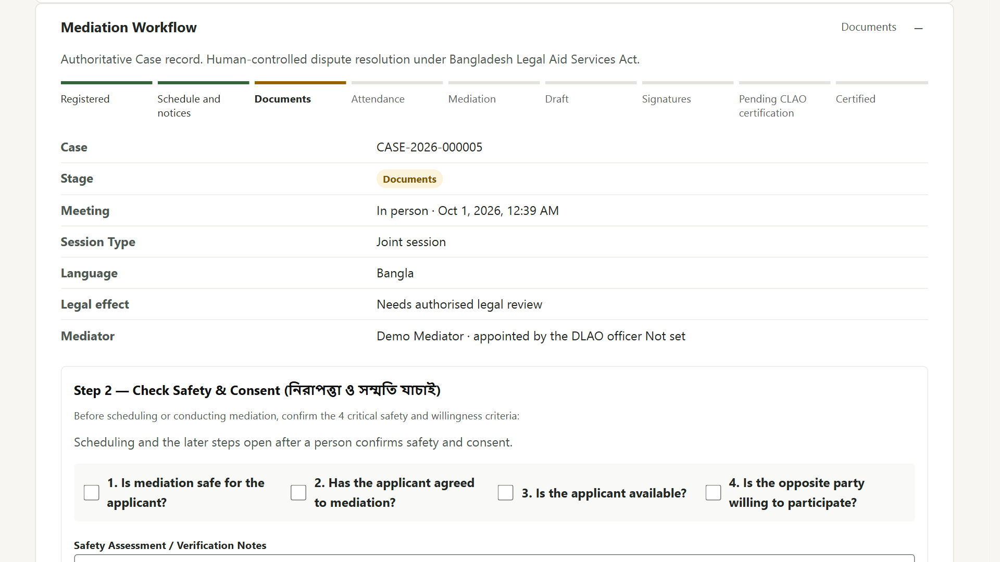 Mediation Workflow
Documents –
Authoritative Case record. Human-controlled dispute resolution under Bangladesh Legal Aid Services Act.
Registered
Schedule and notices
Documents
Attendance
Mediation
Draft
Signatures
Pending CLAO certification
Certified
Case CASE-2026-000005
Stage Documents
Meeting In person · Oct 1, 2026, 12:39 AM
Session Type Joint session
Language Bangla
Legal effect Needs authorised legal review
Mediator Demo Mediator · appointed by the DLAO officer Not set
Step 2 — Check Safety & Consent (নিরাপত্তা ও সম্মতি যাচাই)
Before scheduling or conducting mediation, confirm the 4 critical safety and willingness criteria:
Scheduling and the later steps open after a person confirms safety and consent.
1. Is mediation safe for the applicant?
2. Has the applicant agreed to mediation?
3. Is the applicant available?
4. Is the opposite party willing to participate?
Safety Assessment / Verification Notes